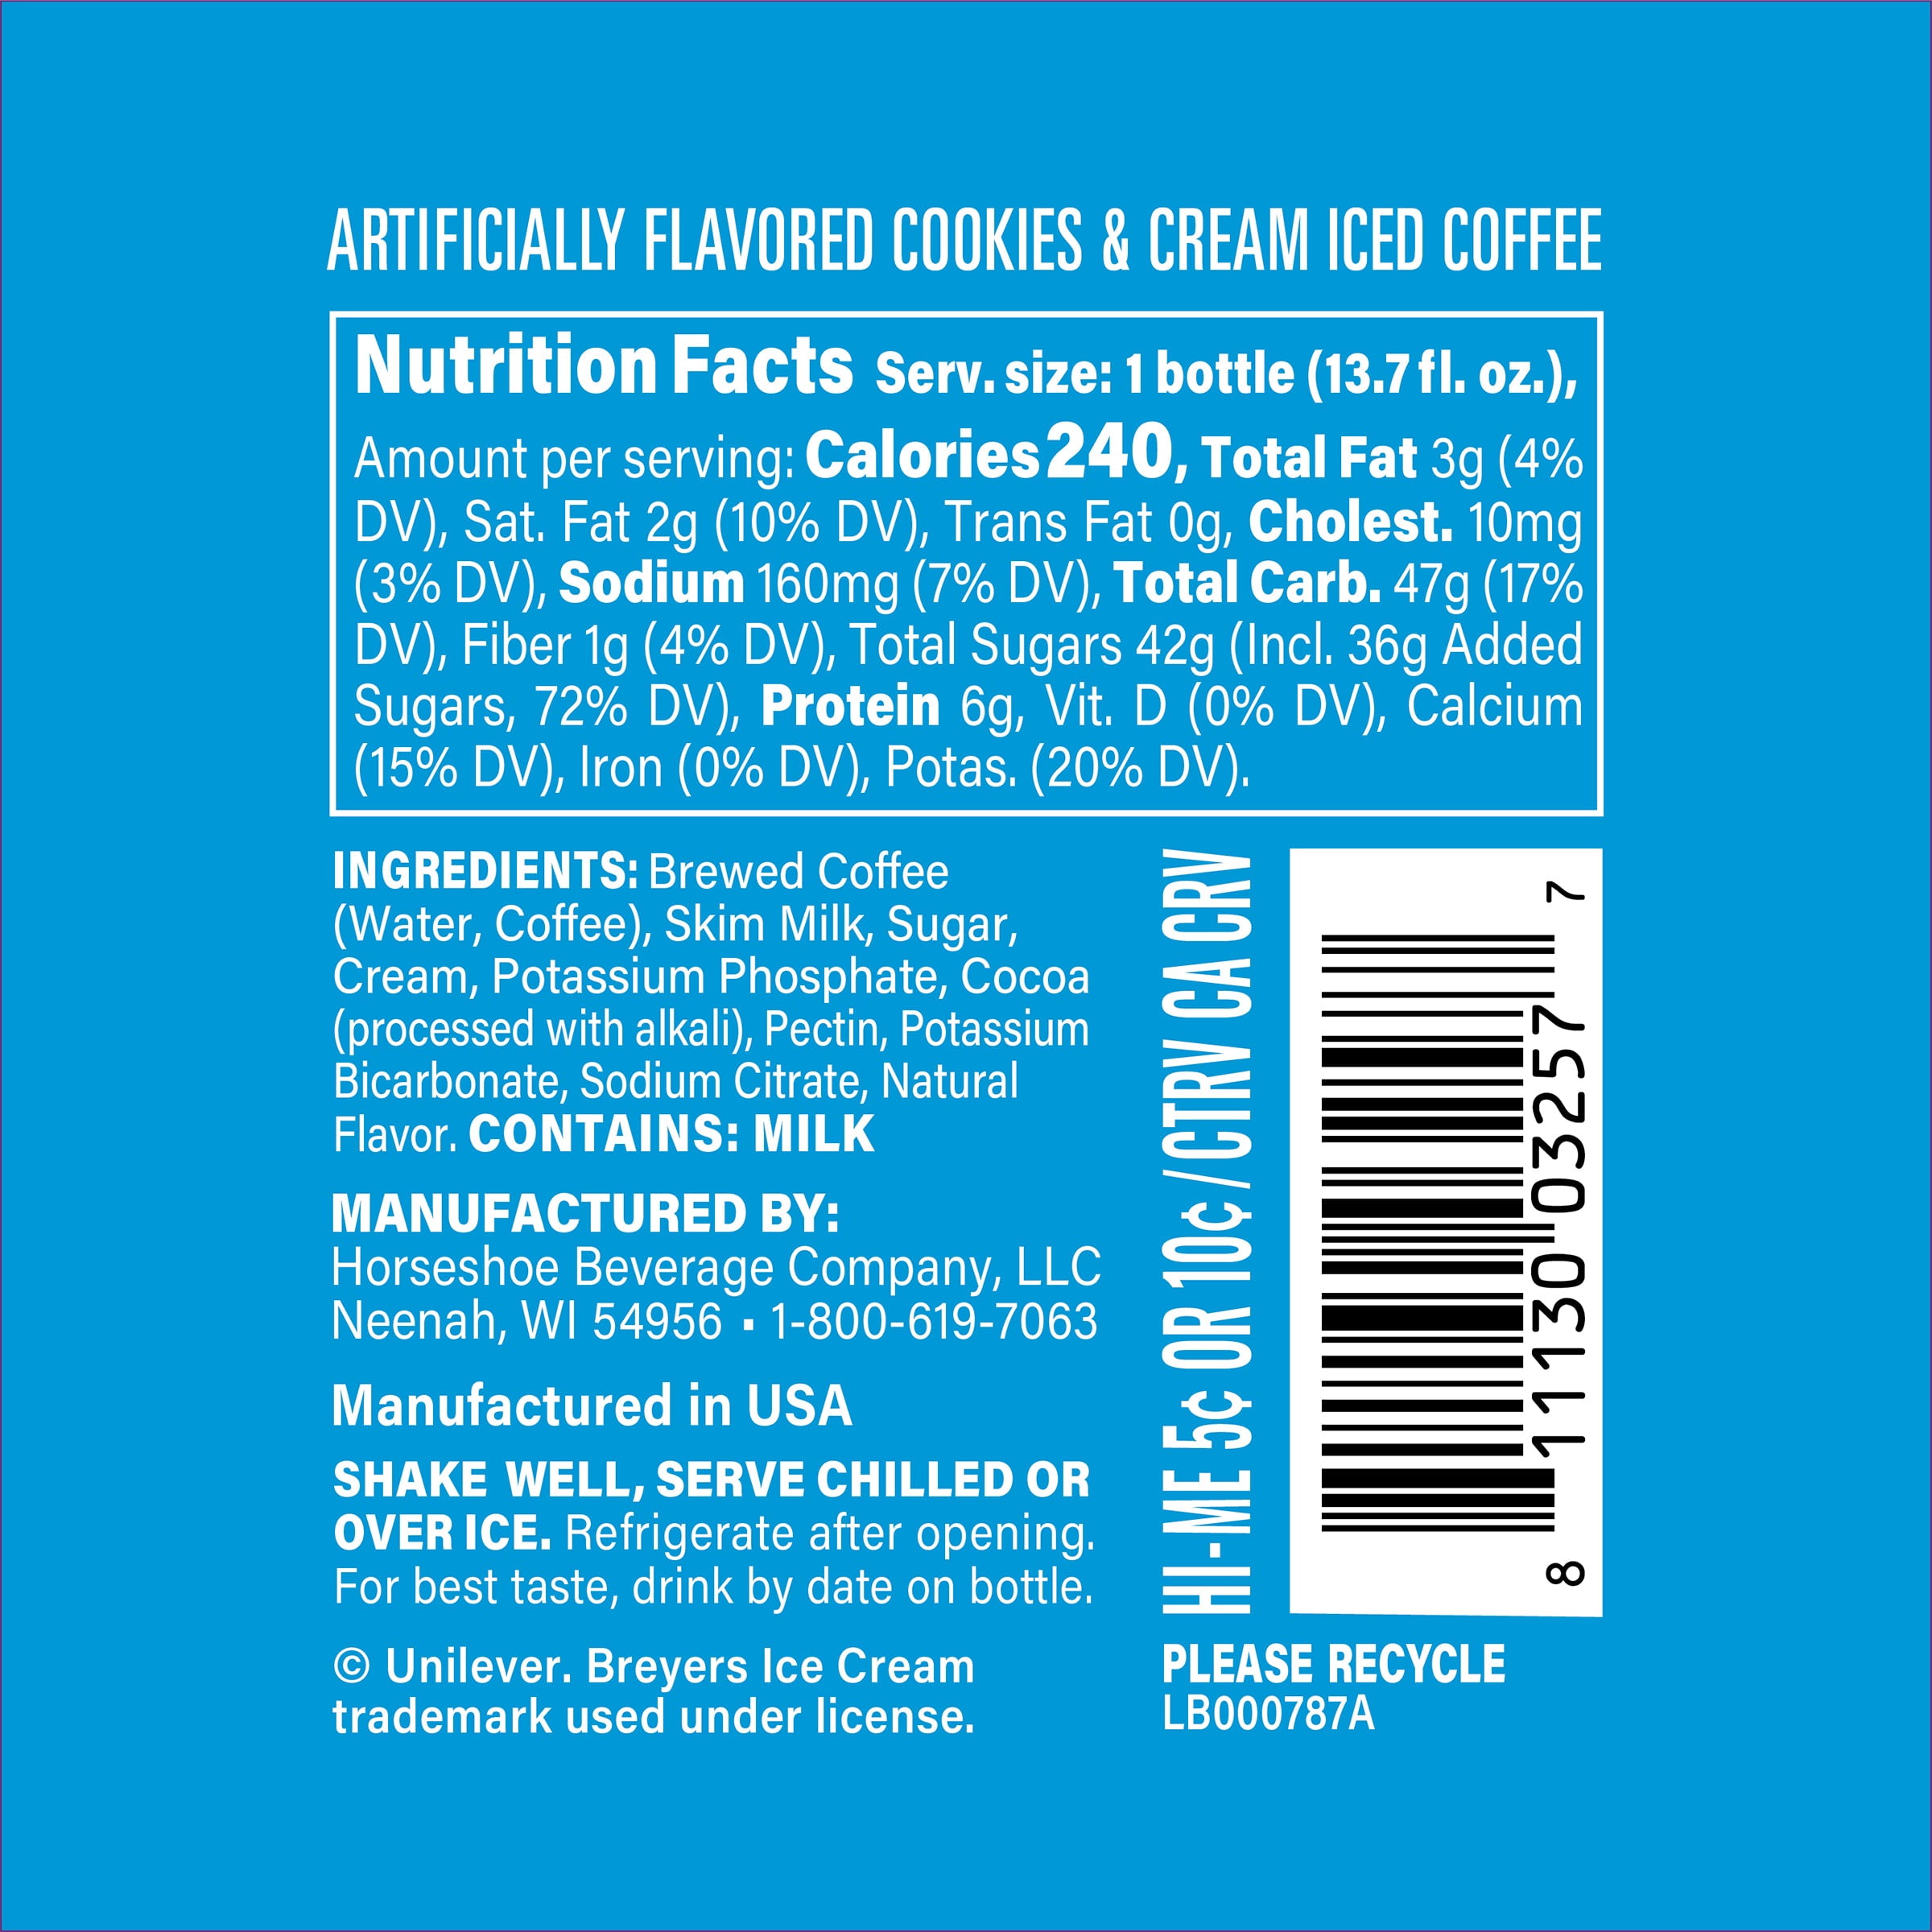 ARTIFICIALLY FLAVORED COOKIES & CREAM ICED COFFEE
Nutrition Facts Serv. size: 1 bottle (13.7 fl. oz.),
Amount per serving: Calories 240, Total Fat 3g (4%
DV), Sat. Fat 2g (10% DV), Trans Fat 0g, Cholest. 10mg
(3% DV), Sodium 160mg (7% DV), Total Carb. 47g (17%
DV), Fiber 1g (4% DV), Total Sugars 42g (Incl. 36g Added
Sugars, 72% DV), Protein 6g, Vit. D (0% DV), Calcium
(15% DV), Iron (0% DV), Potas. (20% DV).
INGREDIENTS: Brewed Coffee
(Water, Coffee), Skim Milk, Sugar,
Cream, Potassium Phosphate, Cocoa
(processed with alkali), Pectin, Potassium
Bicarbonate, Sodium Citrate, Natural
Flavor. CONTAINS: MILK
MANUFACTURED BY:
Horseshoe Beverage Company, LLC
Neenah, WI 54956 ▪ 1-800-619-7063
Manufactured in USA
SHAKE WELL, SERVE CHILLED OR
OVER ICE. Refrigerate after opening.
For best taste, drink by date on bottle.
© Unilever. Breyers Ice Cream
trademark used under license.
HI-ME 5¢ OR 10¢ / CTRV CA CRV
8 11130 03257 7
PLEASE RECYCLE
LB000787A